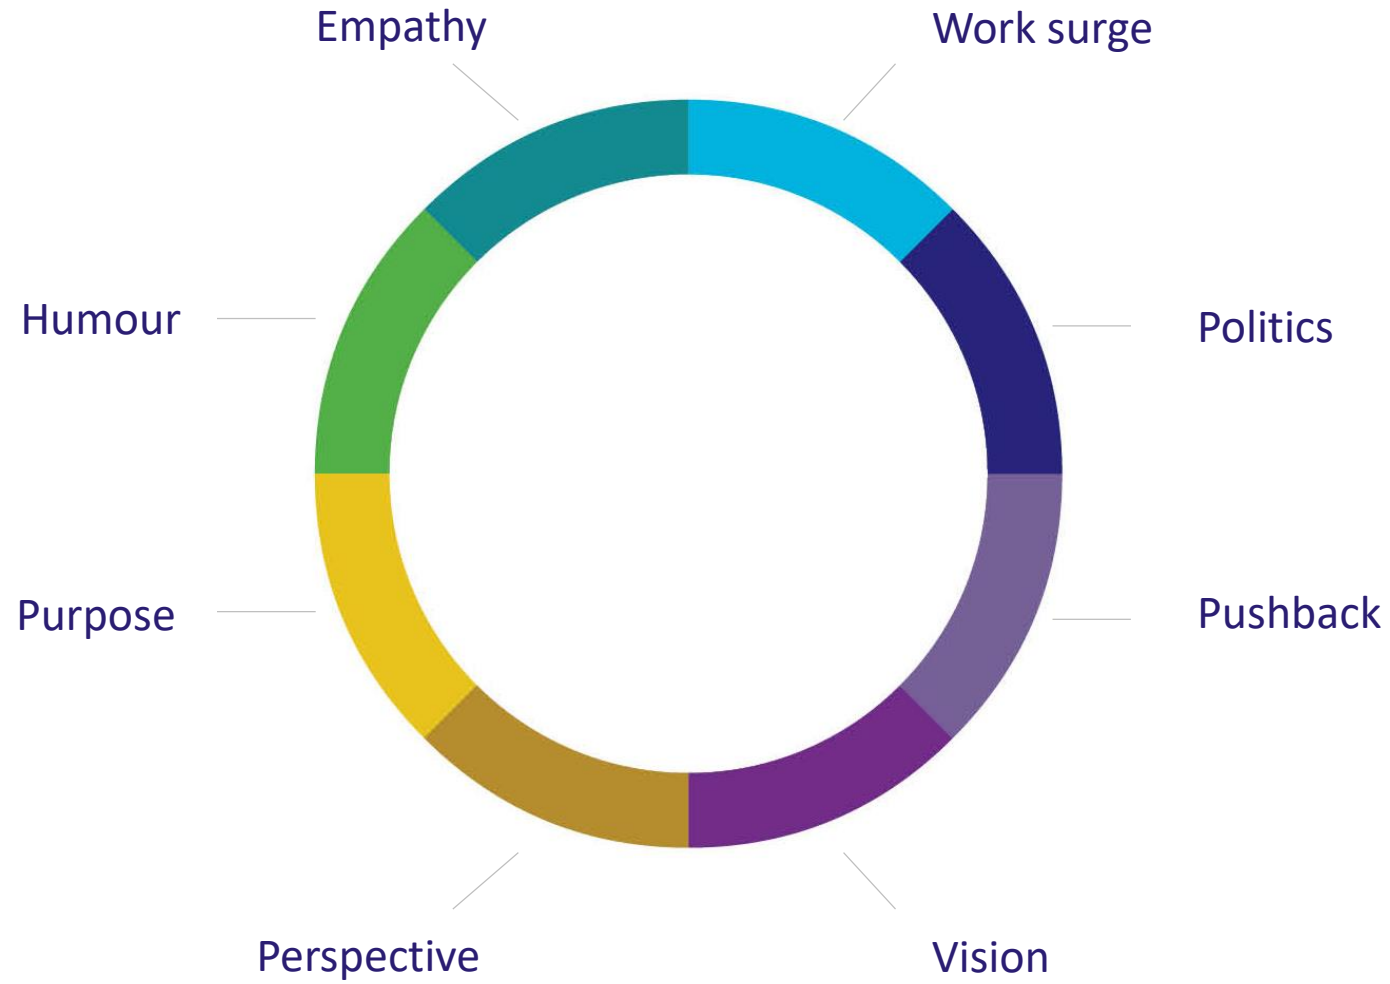 Empathy
Work surge
Humour
Politics
Purpose
Pushback
Perspective
Vision